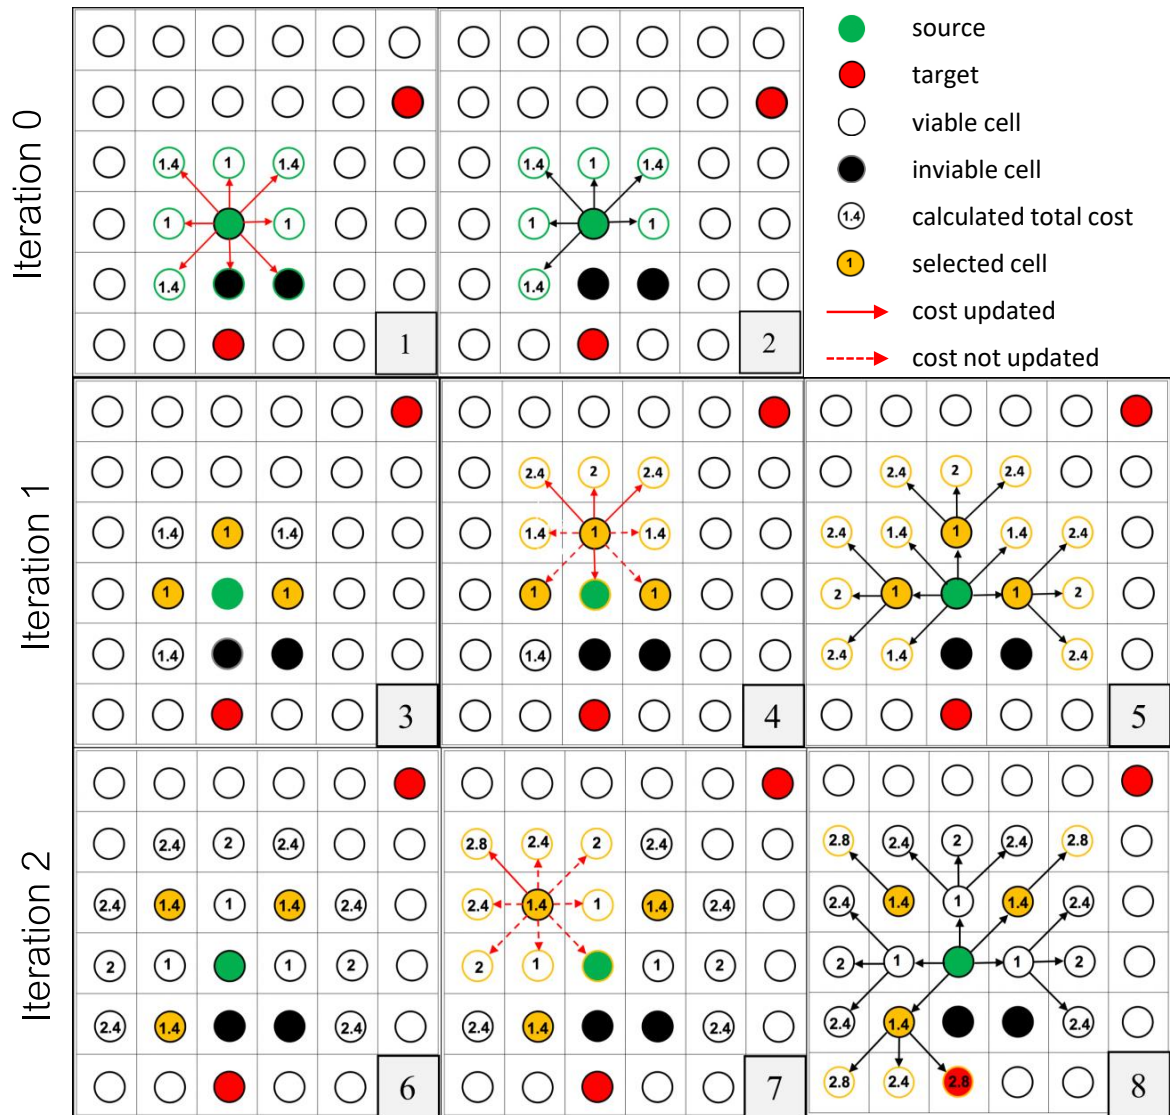 Iteration 0
1.4 1 1.4
1 1
1.4
1
1.4 1 1.4
1 1
1.4
2
source
target
viable cell
inviable cell
1.4 calculated total cost
1 selected cell
cost updated
cost not updated
Iteration 1
1.4 1 1.4
1 1
1.4
3
2.4 2 2.4
1.4 1 1.4
1 1
1.4
4
2.4 2 2.4
2.4 1.4 1 1.4 2.4
2 1 1 2
2.4 1.4 2.4
5
Iteration 2
2.4 2 2.4
2.4 1.4 1 1.4 2.4
2 1 1 2
2.4 1.4 2.4
6
2.8 2.4 2 2.4
2.4 1.4 1 1.4 2.4
2 1 1 2
2.4 1.4 2.4
7
2.8 2.4 2 2.4 2.8
2.4 1.4 1 1.4 2.4
2 1 1 2
2.4 1.4 2.4
2.8 2.4 2.8
8